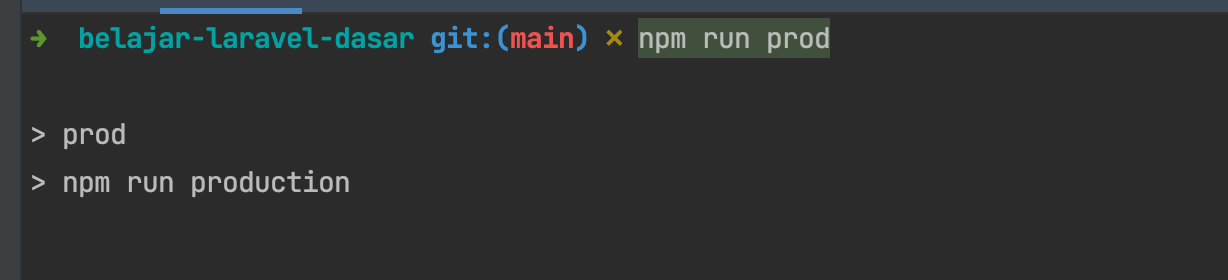 ➜ belajar-laravel-dasar git:(main) ✗ npm run prod
> prod
> npm run production